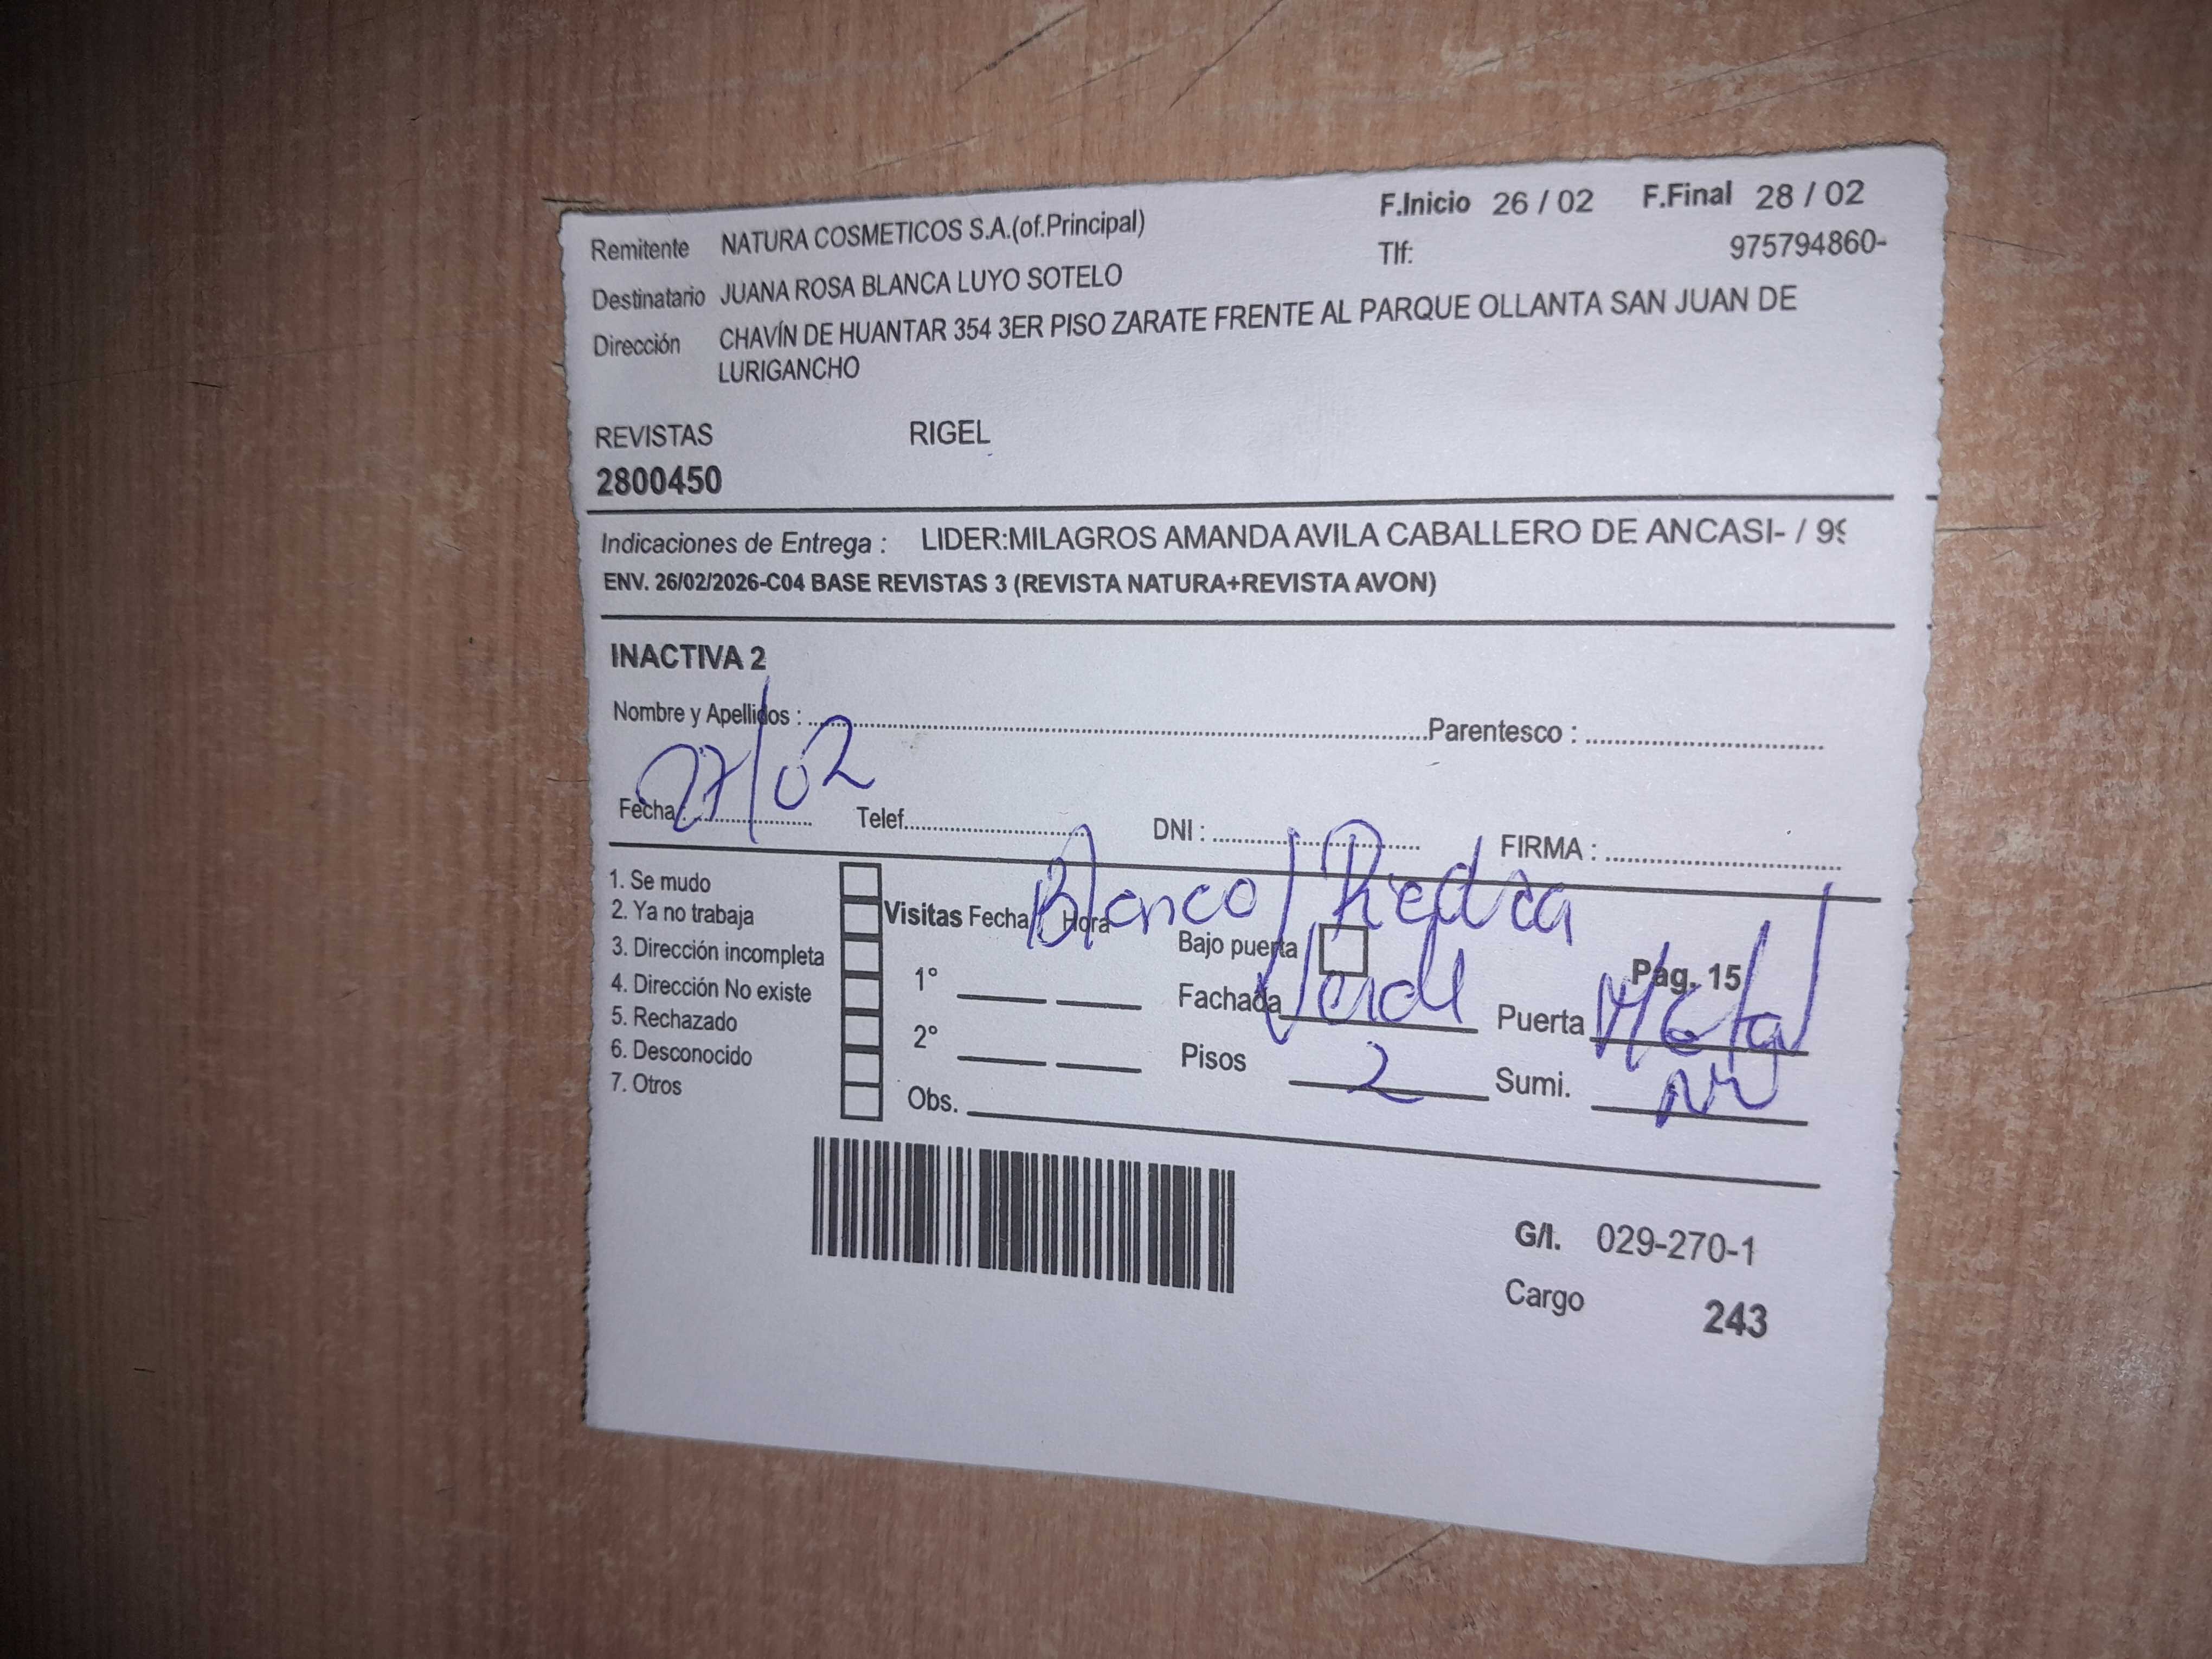 Remitente NATURA COSMETICOS S.A.(of.Principal) F.Inicio 26 / 02 F.Final 28 / 02
Destinatario JUANA ROSA BLANCA LUYO SOTELO Tlf: 975794860-
Dirección CHAVÍN DE HUANTAR 354 3ER PISO ZARATE FRENTE AL PARQUE OLLANTA SAN JUAN DE
LURIGANCHO
REVISTAS RIGEL
2800450
Indicaciones de Entrega : LIDER:MILAGROS AMANDA AVILA CABALLERO DE ANCASI- / 99
ENV. 26/02/2026-C04 BASE REVISTAS 3 (REVISTA NATURA+REVISTA AVON)
INACTIVA 2
Nombre y Apellidos : Parentesco :
Fecha : 27/02 Telef. DNI : FIRMA :
1. Se mudo
2. Ya no trabaja Visitas Fecha Hora Blanco/Piedra
3. Dirección incompleta Bajo puerta
4. Dirección No existe 1° Fachada Verde Puerta Metal Pág. 15
5. Rechazado
6. Desconocido 2° Pisos 2 Sumi.
7. Otros Obs.
G/I. 029-270-1
Cargo 243